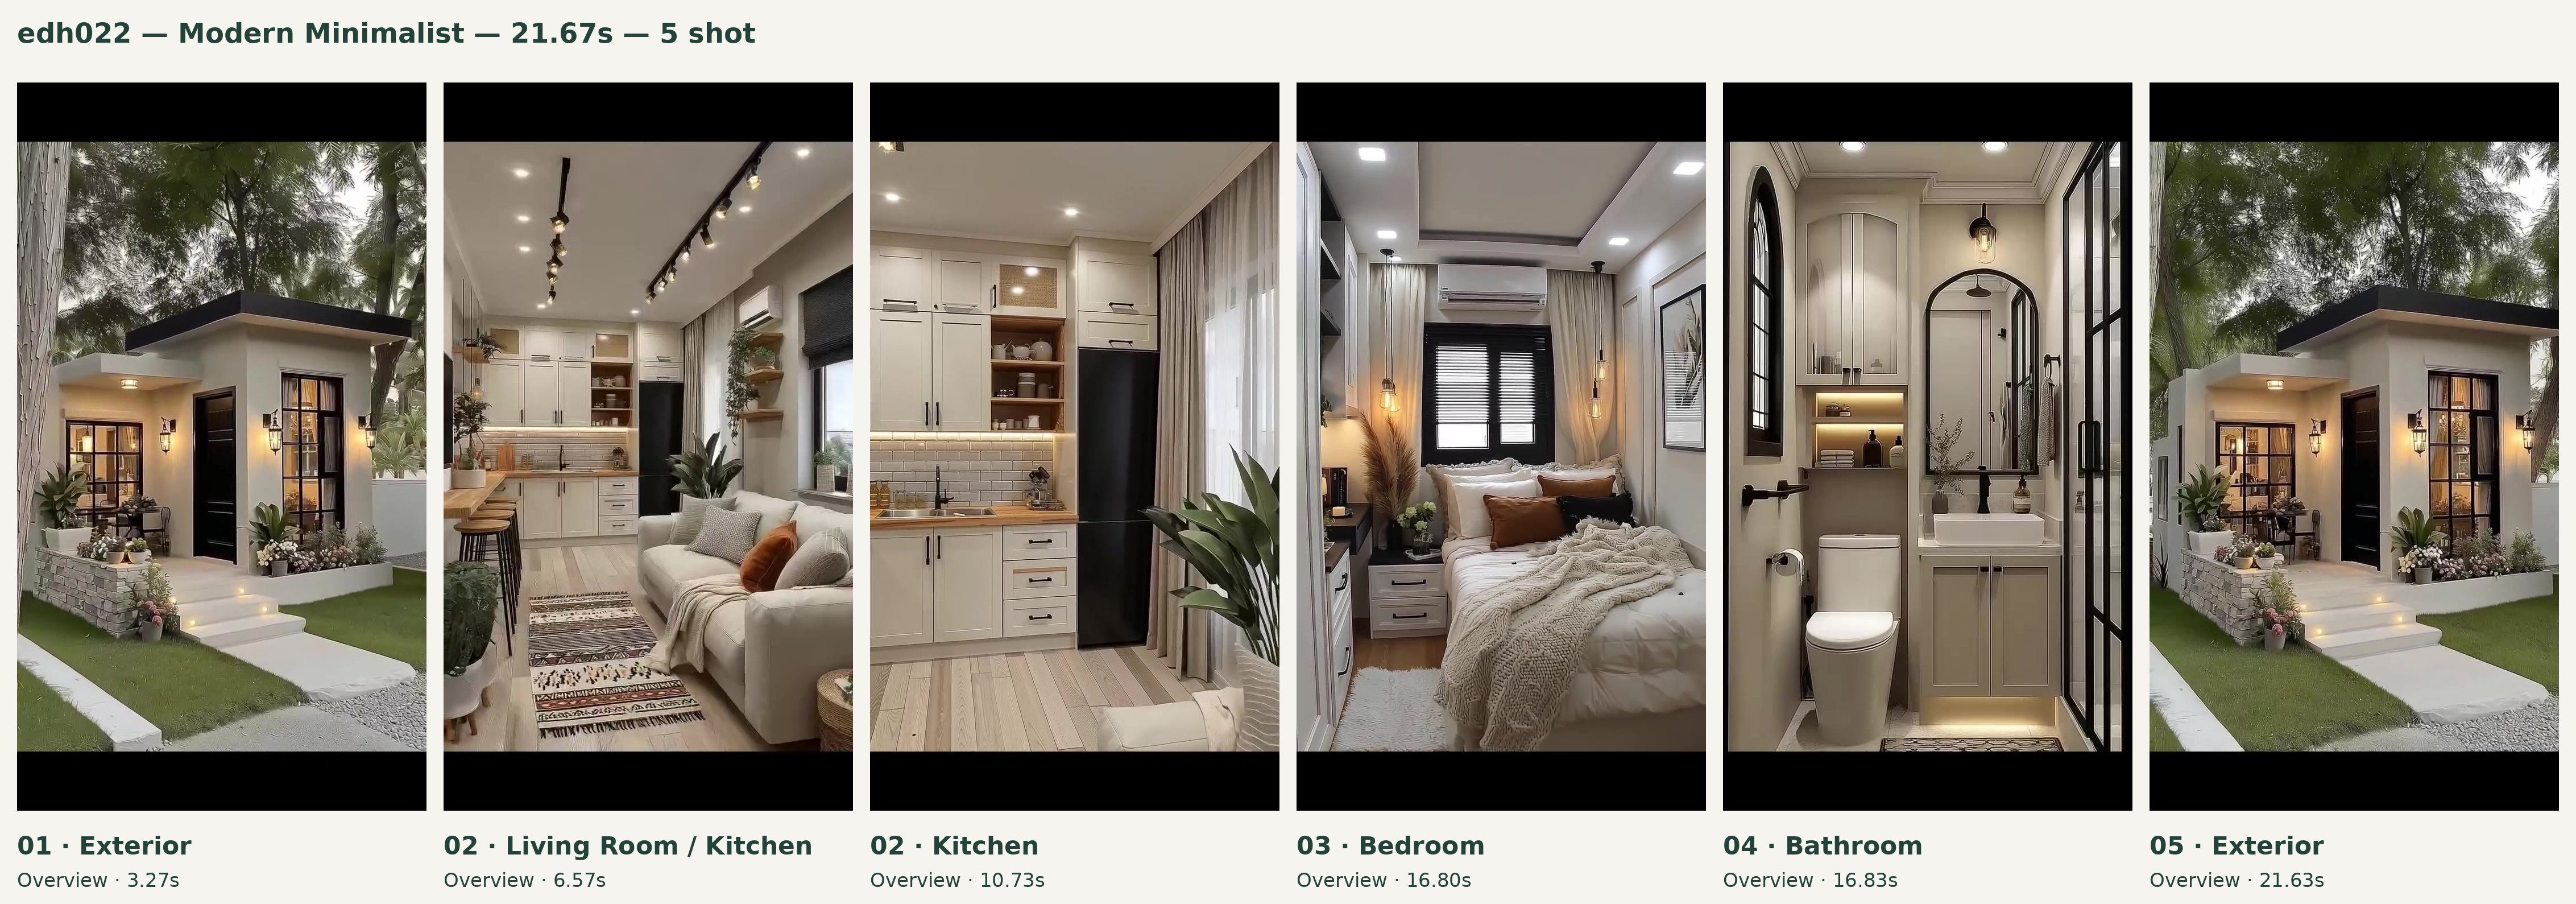 edh022 — Modern Minimalist — 21.67s — 5 shot
01 · Exterior
Overview · 3.27s
02 · Living Room / Kitchen
Overview · 6.57s
02 · Kitchen
Overview · 10.73s
03 · Bedroom
Overview · 16.80s
04 · Bathroom
Overview · 16.83s
05 · Exterior
Overview · 21.63s